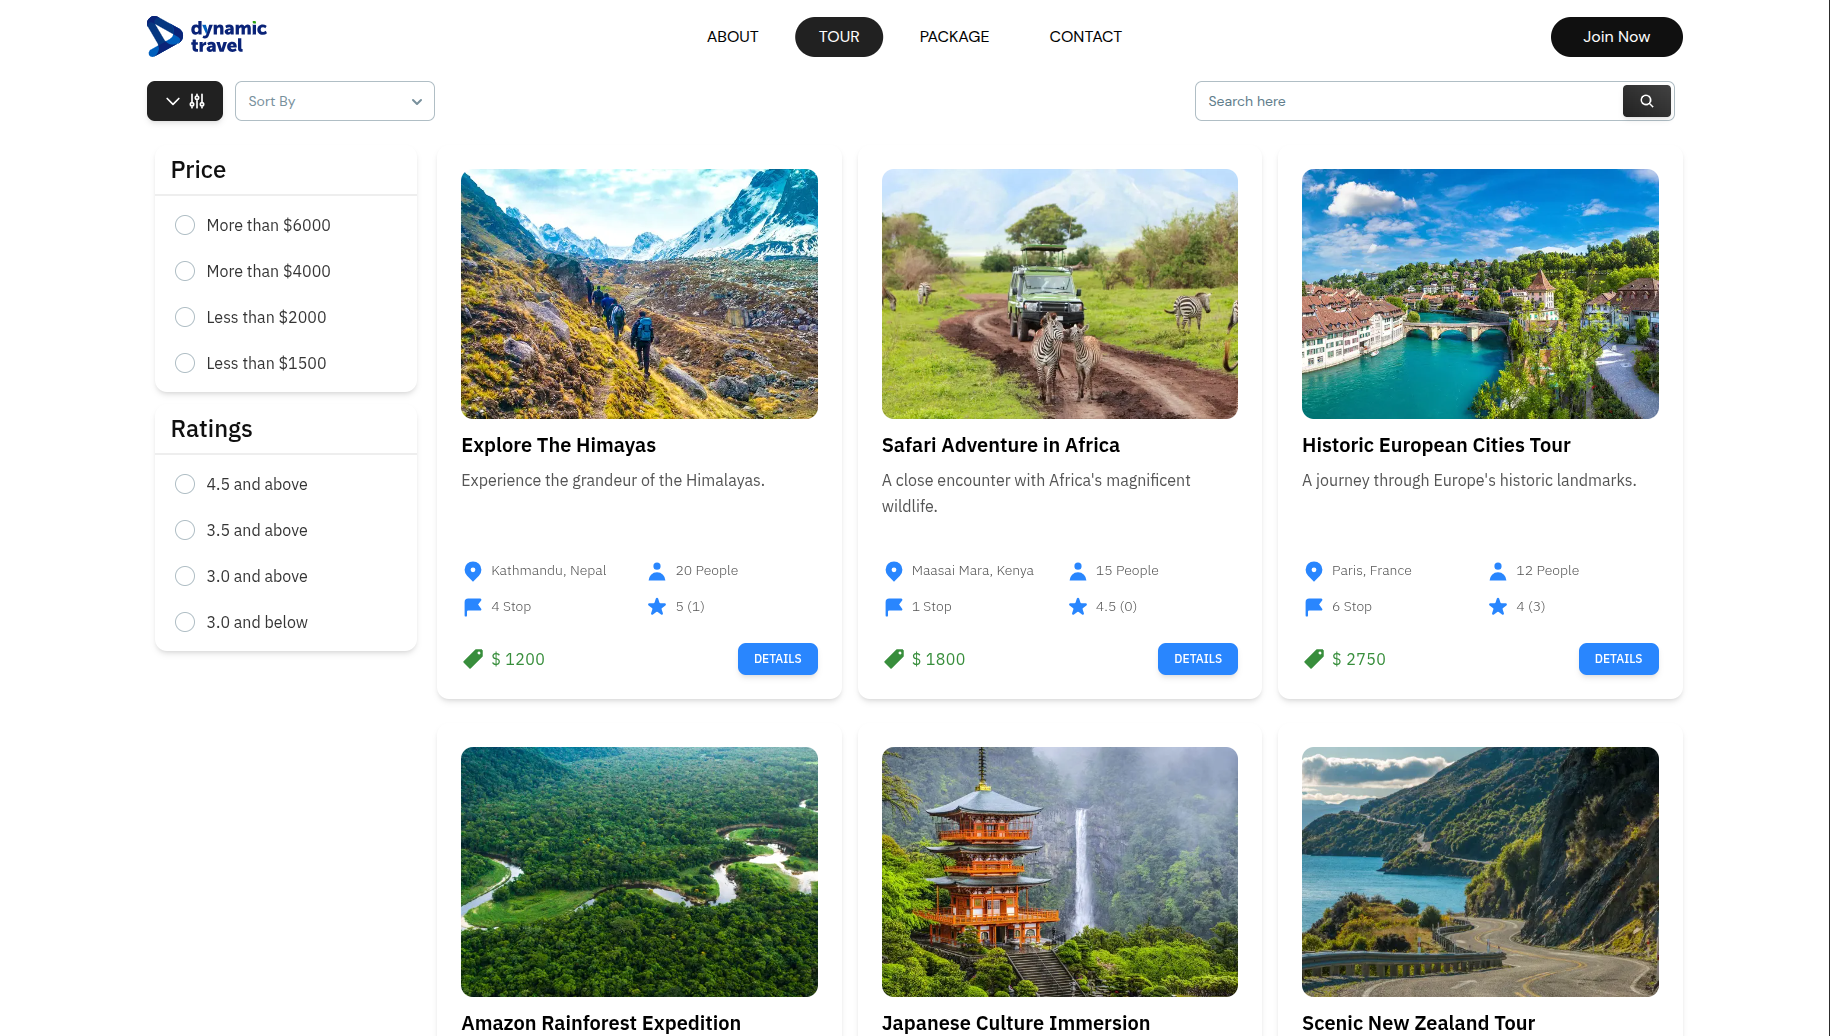 dynamic
travel
ABOUT
TOUR
PACKAGE
CONTACT
Join Now
Sort By
Search here
Price
More than $6000
More than $4000
Less than $2000
Less than $1500
Ratings
4.5 and above
3.5 and above
3.0 and above
3.0 and below
Explore The Himayas
Experience the grandeur of the Himalayas.
Kathmandu, Nepal
20 People
4 Stop
5 (1)
$ 1200
DETAILS
Safari Adventure in Africa
A close encounter with Africa's magnificent
wildlife.
Maasai Mara, Kenya
15 People
1 Stop
4.5 (0)
$ 1800
DETAILS
Historic European Cities Tour
A journey through Europe's historic landmarks.
Paris, France
12 People
6 Stop
4 (3)
$ 2750
DETAILS
Amazon Rainforest Expedition
Japanese Culture Immersion
Scenic New Zealand Tour